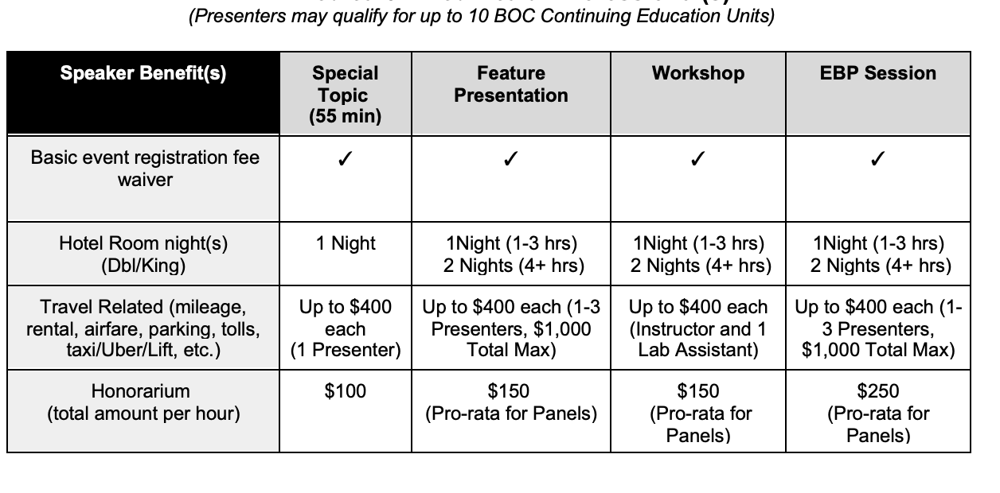 (Presenters may qualify for up to 10 BOC Continuing Education Units)
Speaker Benefit(s)
Special
Topic
(55 min)
Feature
Presentation
Workshop
EBP Session
Basic event registration fee
waiver
✓
✓
✓
✓
Hotel Room night(s)
(Dbl/King)
1 Night
1Night (1-3 hrs)
2 Nights (4+ hrs)
1Night (1-3 hrs)
2 Nights (4+ hrs)
1Night (1-3 hrs)
2 Nights (4+ hrs)
Travel Related (mileage,
rental, airfare, parking, tolls,
taxi/Uber/Lift, etc.)
Up to $400
each
(1 Presenter)
Up to $400 each (1-3
Presenters, $1,000
Total Max)
Up to $400 each
(Instructor and 1
Lab Assistant)
Up to $400 each (1-
3 Presenters,
$1,000 Total Max)
Honorarium
(total amount per hour)
$100
$150
(Pro-rata for Panels)
$150
(Pro-rata for
Panels)
$250
(Pro-rata for
Panels)